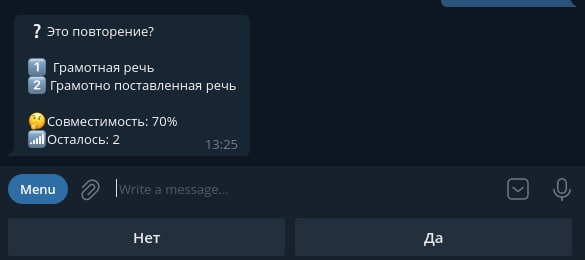 ❔ Это повторение?
1 Грамотная речь
2 Грамотно поставленная речь
🤔Совместимость: 70%
📶Осталось: 2
13:25
Menu
Write a message...
Нет
Да